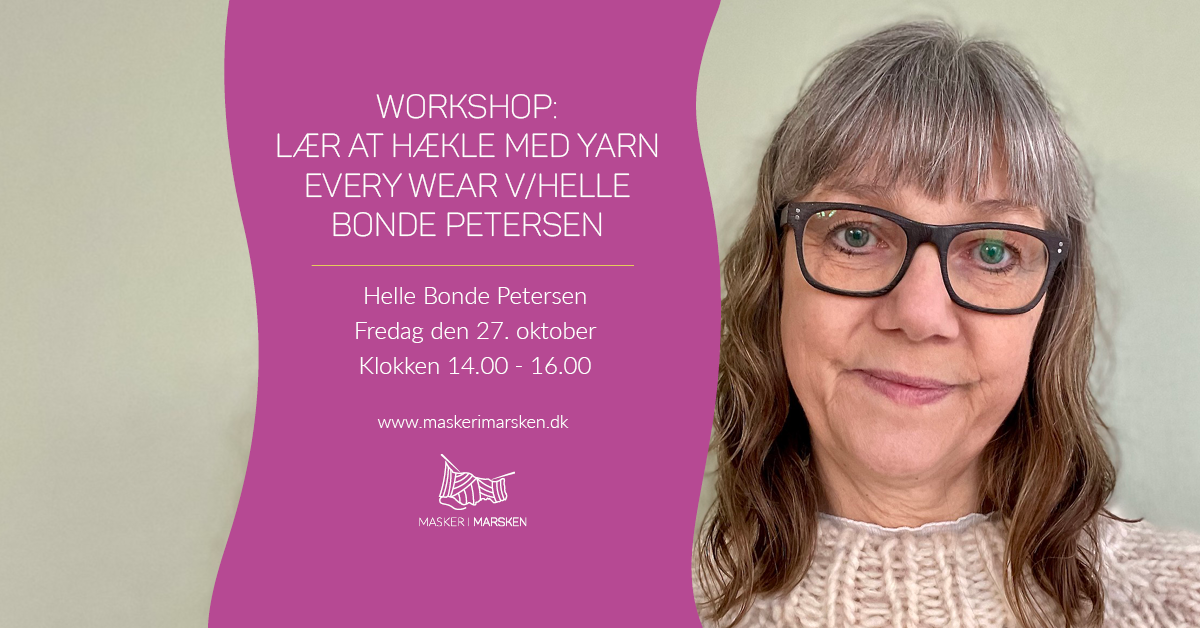 WORKSHOP:
LÆR AT HÆKLE MED YARN
EVERY WEAR V/HELLE
BONDE PETERSEN
Helle Bonde Petersen
Fredag den 27. oktober
Klokken 14.00 - 16.00
www.maskerimarsken.dk
MASKER I MARSKEN